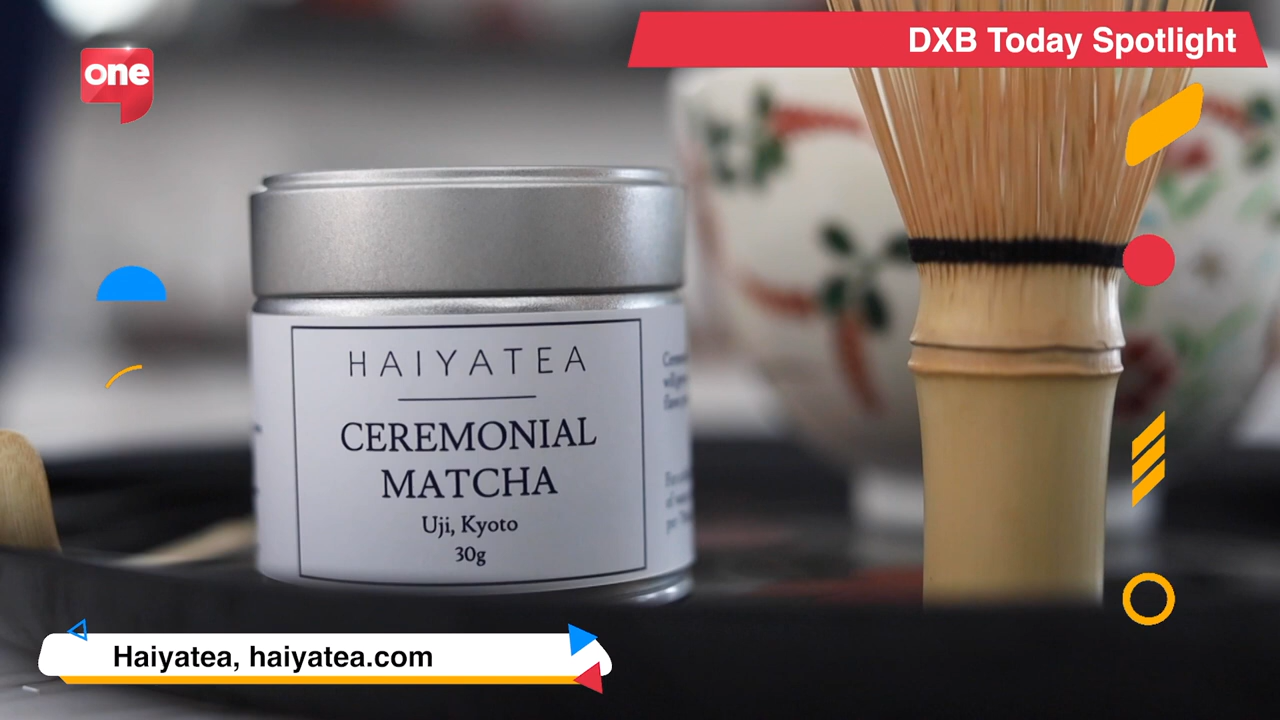 DXB Today Spotlight
one
HAIYATEA
CEREMONIAL
MATCHA
Uji, Kyoto
30g
Haiyatea, haiyatea.com